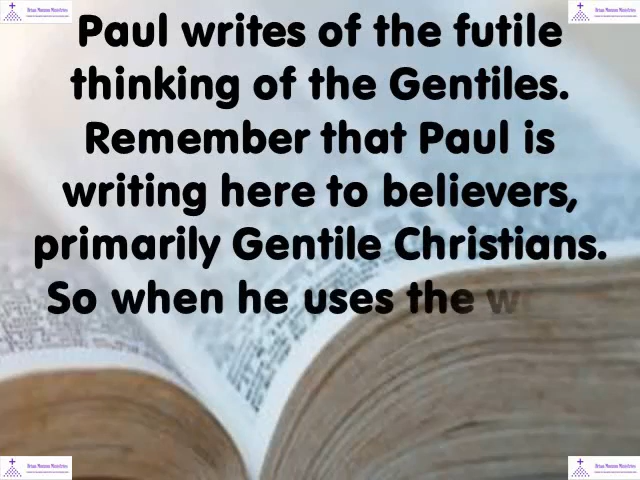 Paul writes of the futile
thinking of the Gentiles.
Remember that Paul is
writing here to believers,
primarily Gentile Christians.
So when he uses the